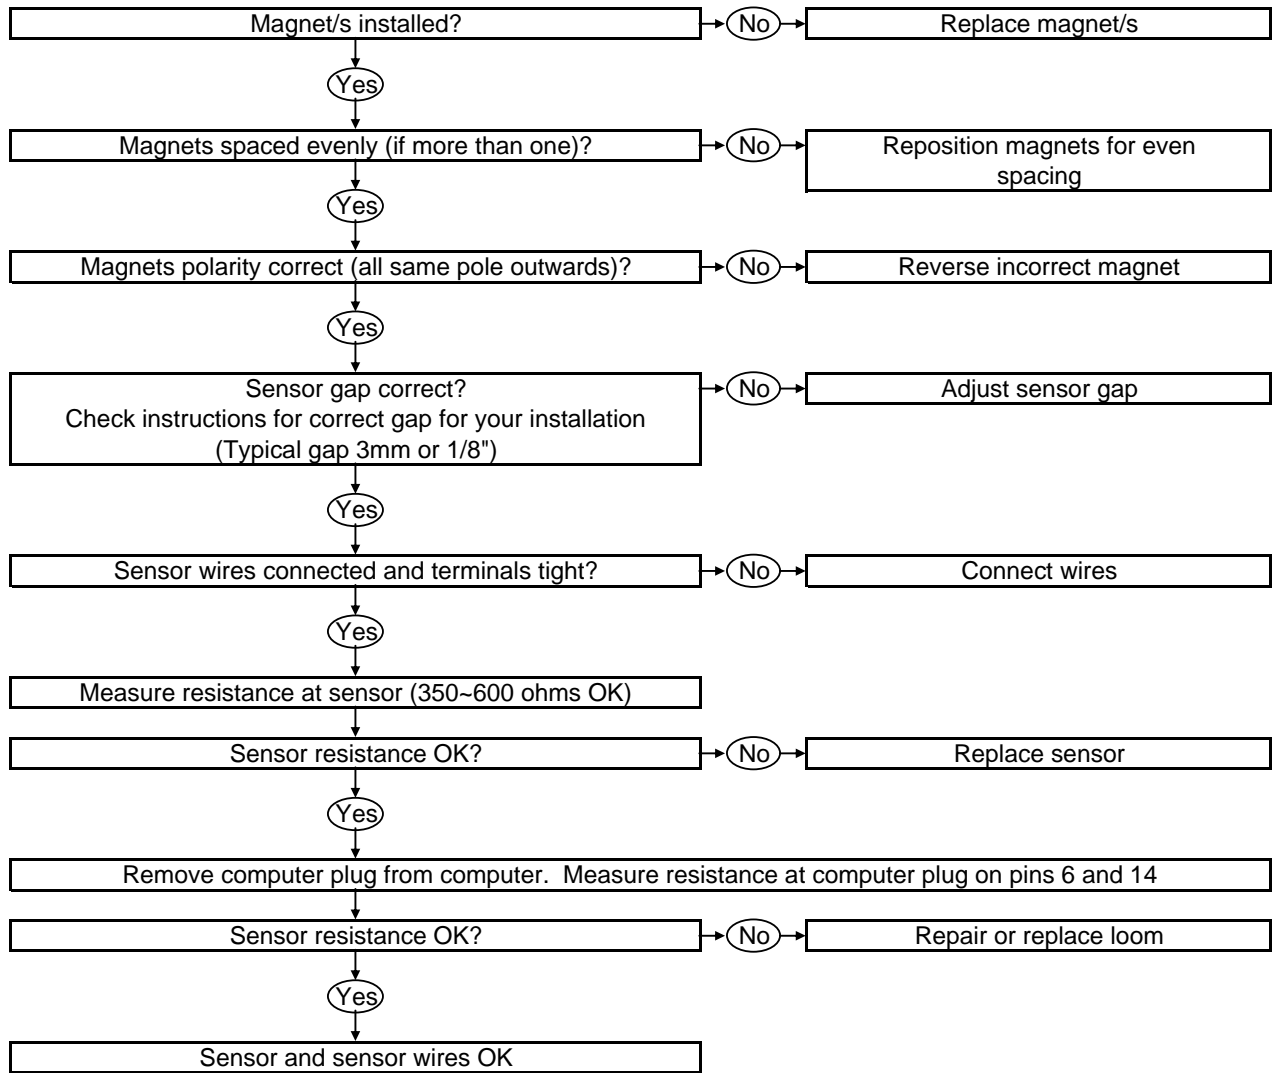 Magnet/s installed?
No
Replace magnet/s
Yes
Magnets spaced evenly (if more than one)?
No
Reposition magnets for even
spacing
Yes
Magnets polarity correct (all same pole outwards)?
No
Reverse incorrect magnet
Yes
Sensor gap correct?
Check instructions for correct gap for your installation
(Typical gap 3mm or 1/8")
No
Adjust sensor gap
Yes
Sensor wires connected and terminals tight?
No
Connect wires
Yes
Measure resistance at sensor (350~600 ohms OK)
Sensor resistance OK?
No
Replace sensor
Yes
Remove computer plug from computer.  Measure resistance at computer plug on pins 6 and 14
Sensor resistance OK?
No
Repair or replace loom
Yes
Sensor and sensor wires OK